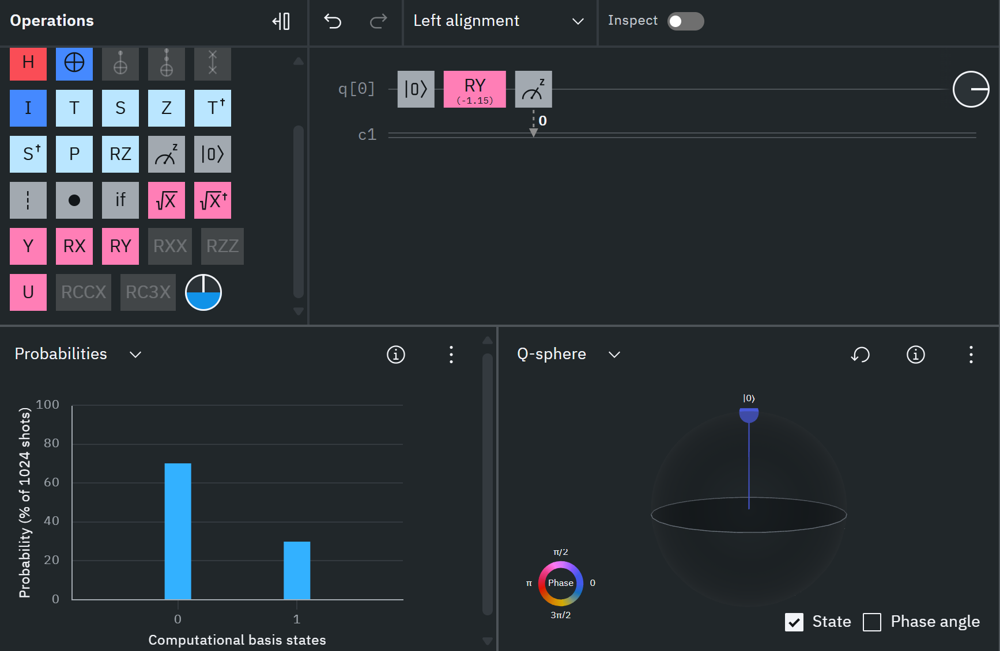 Operations
Left alignment
Inspect
H
I T S Z T†
S† P RZ z |0⟩
if √X √X†
Y RX RY RXX RZZ
U RCCX RC3X
q[0] |0⟩ RY (-1.15) z
0
c1
Probabilities
Probability (% of 1024 shots)
100
80
60
40
20
0
0 1
Computational basis states
Q-sphere
|0⟩
π/2
π Phase 0
3π/2
State Phase angle